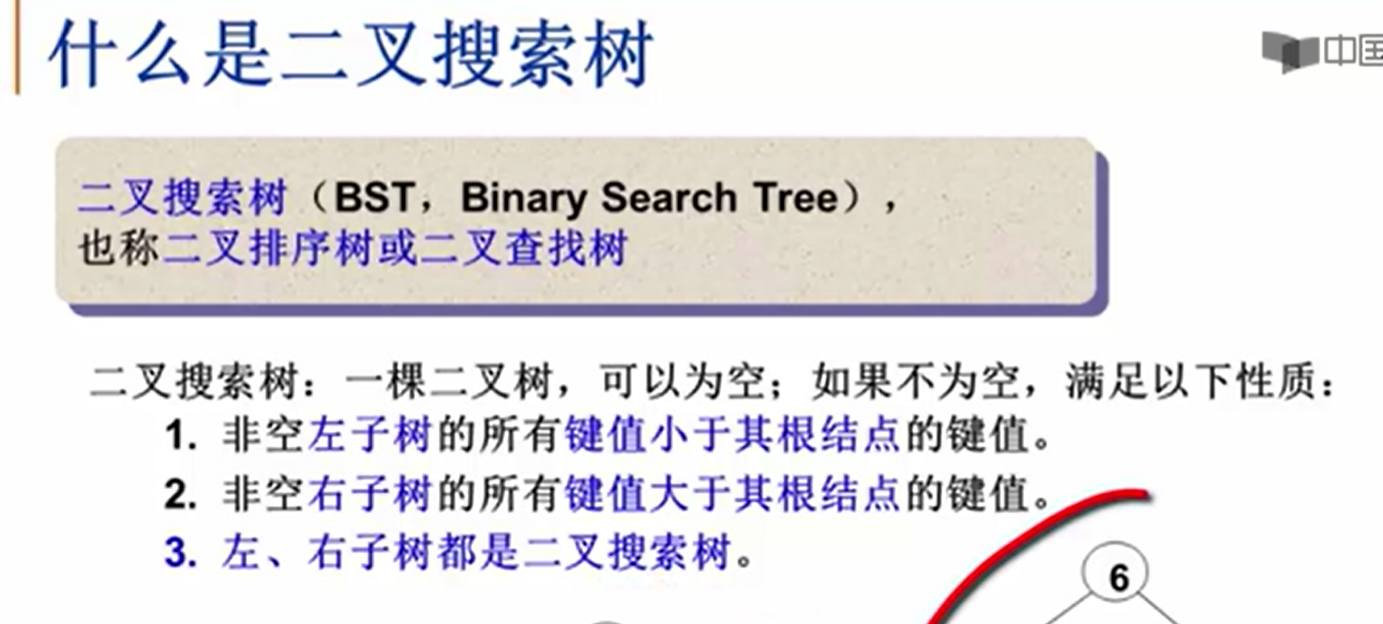 什么是二叉搜索树
中国
二叉搜索树（BST，Binary Search Tree），
也称二叉排序树或二叉查找树
二叉搜索树：一棵二叉树，可以为空；如果不为空，满足以下性质：
1. 非空左子树的所有键值小于其根结点的键值。
2. 非空右子树的所有键值大于其根结点的键值。
3. 左、右子树都是二叉搜索树。
6